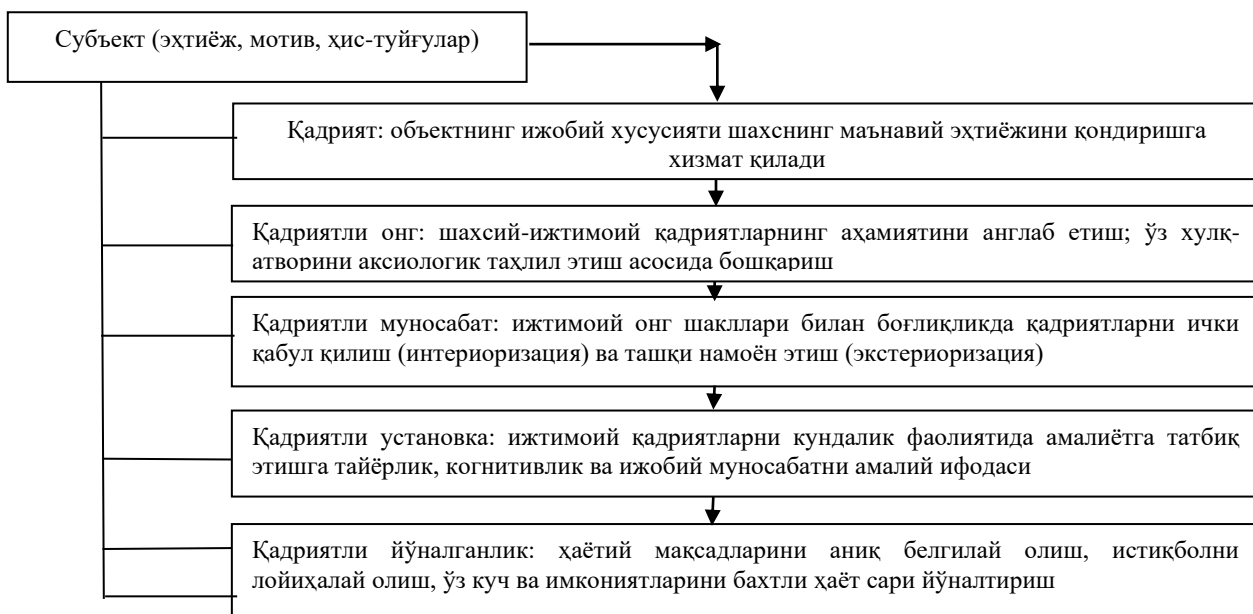 Субъект (эҳтиёж, мотив, ҳис-туйғулар)
Қадрият: объектнинг ижобий хусусияти шахснинг маънавий эҳтиёжини қондиришга
хизмат қилади
Қадриятли онг: шахсий-ижтимоий қадриятларнинг аҳамиятини англаб етиш; ўз хулқ-
атворини аксиологик таҳлил этиш асосида бошқариш
Қадриятли муносабат: ижтимоий онг шакллари билан боғлиқликда қадриятларни ички
қабул қилиш (интериоризация) ва ташқи намоён этиш (экстериоризация)
Қадриятли установка: ижтимоий қадриятларни кундалик фаолиятида амалиётга татбиқ
этишга тайёрлик, когнитивлик ва ижобий муносабатни амалий ифодаси
Қадриятли йўналганлик: ҳаётий мақсадларини аниқ белгилай олиш, истиқболни
лойиҳалай олиш, ўз куч ва имкониятларини бахтли ҳаёт сари йўналтириш